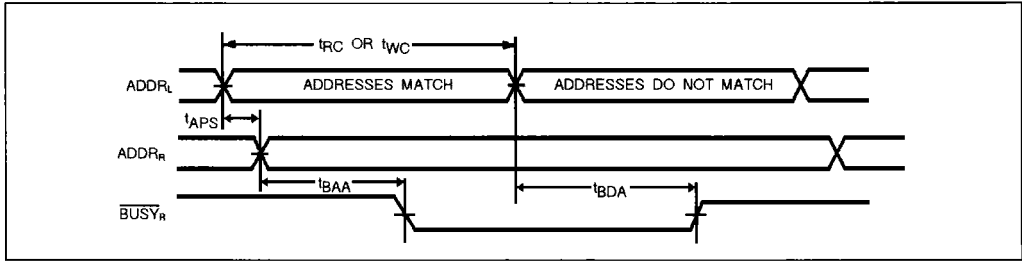 tRC OR tWC
ADDRL
ADDRESSES MATCH
ADDRESSES DO NOT MATCH
tAPS
ADDRR
tBAA
tBDA
BUSYR